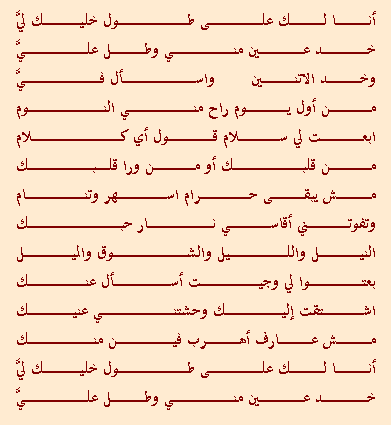 أنا لك على طول خليك ليَّ
خد عين مني وطل عليَّ
وخد الاتنين واسأل فيَّ
من أول يوم راح مني النوم
ابعت لي سلام قول أي كلام
من قلبك أو من ورا قلبك
مش يبقى حرام اسهر وتنام
وتفوتني أقاسي نار حبك
النيل والليل والشوق والميل
بعتوا لي وجيت أسأل عنك
اشتقت إليك وحشتني عنيك
مش عارف أهرب فين منك
أنا لك على طول خليك ليَّ
خد عين مني وطل عليَّ